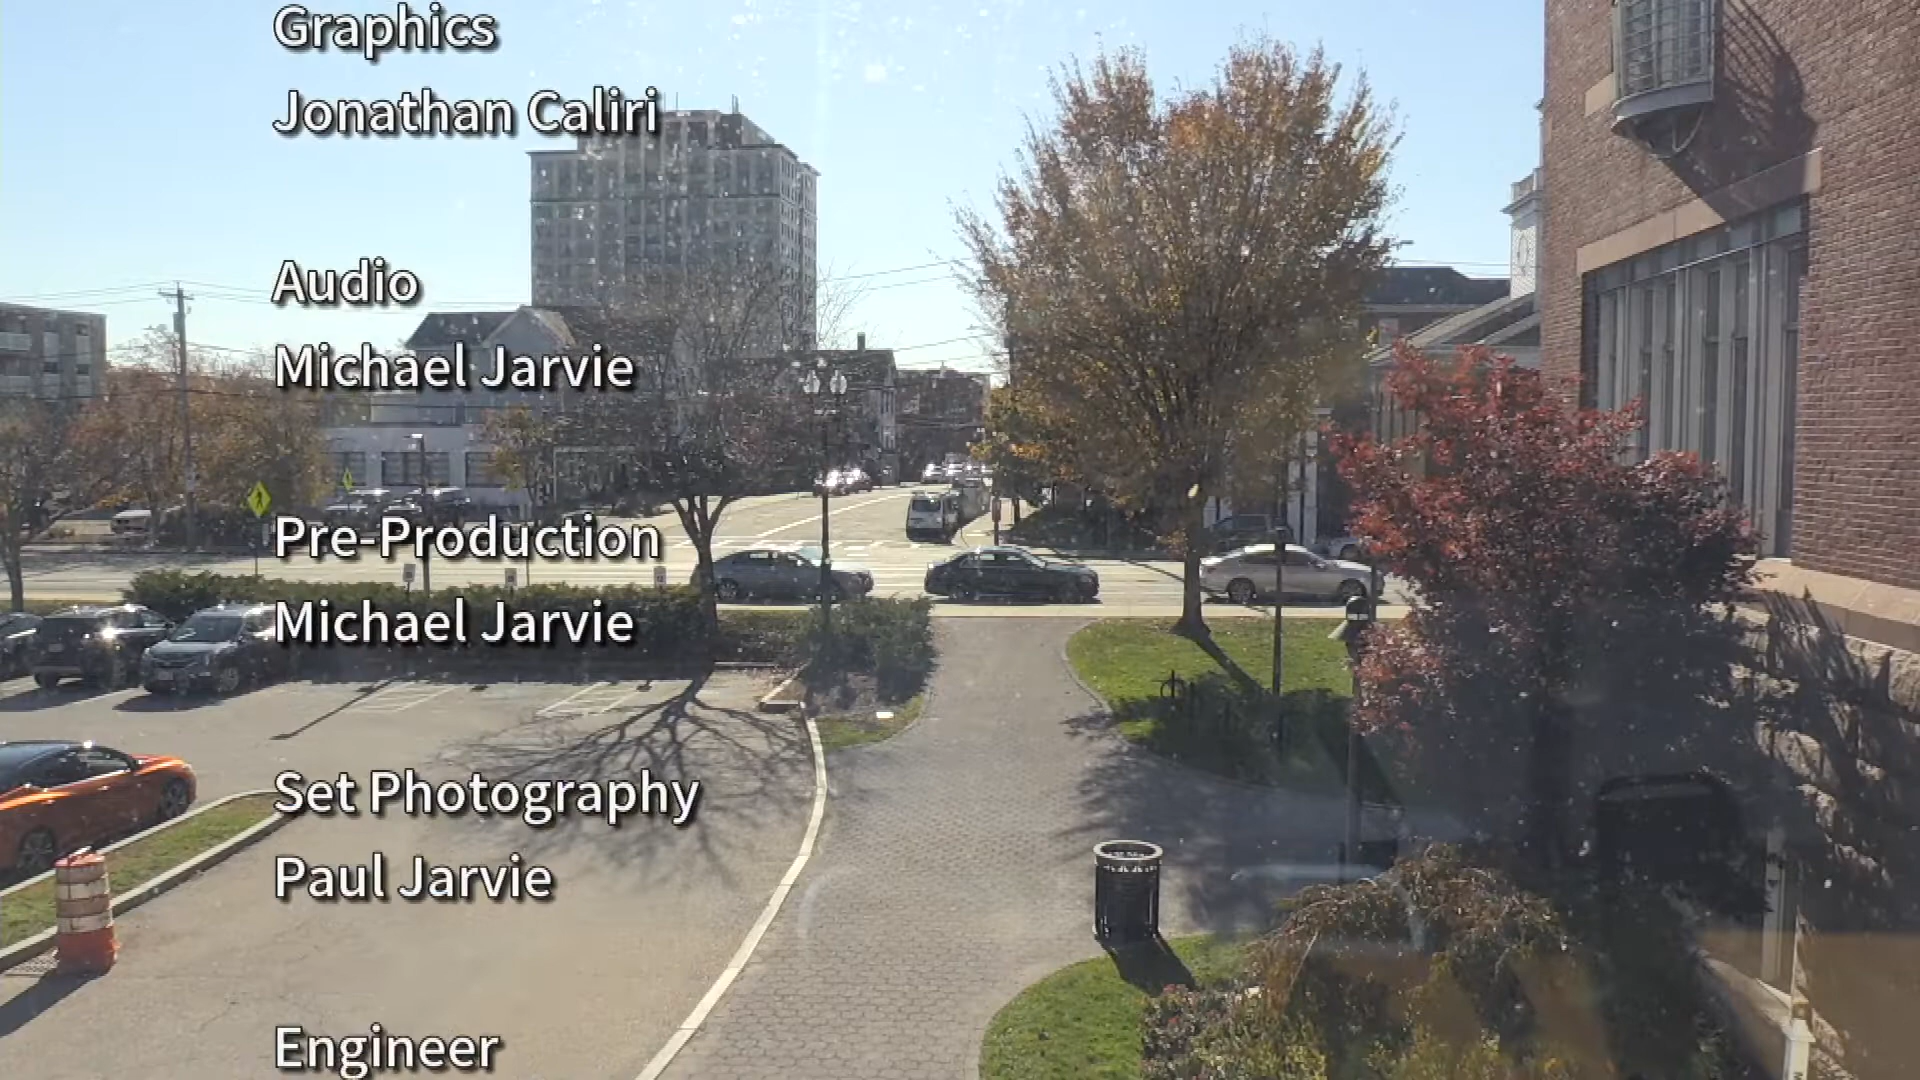 Graphics
Jonathan Caliri
Audio
Michael Jarvie
Pre-Production
Michael Jarvie
Set Photography
Paul Jarvie
Engineer